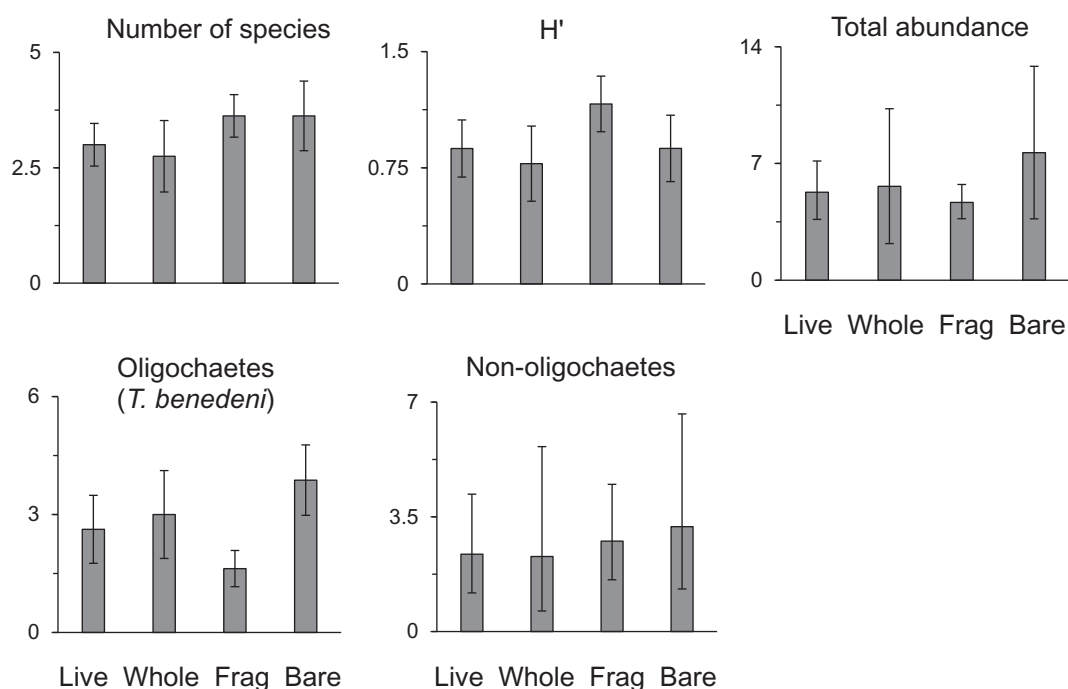 Number of species
5
2.5
0
H'
1.5
0.75
0
Total abundance
14
7
0
Live Whole Frag Bare
Oligochaetes
(T. benedeni)
6
3
0
Live Whole Frag Bare
Non-oligochaetes
7
3.5
0
Live Whole Frag Bare